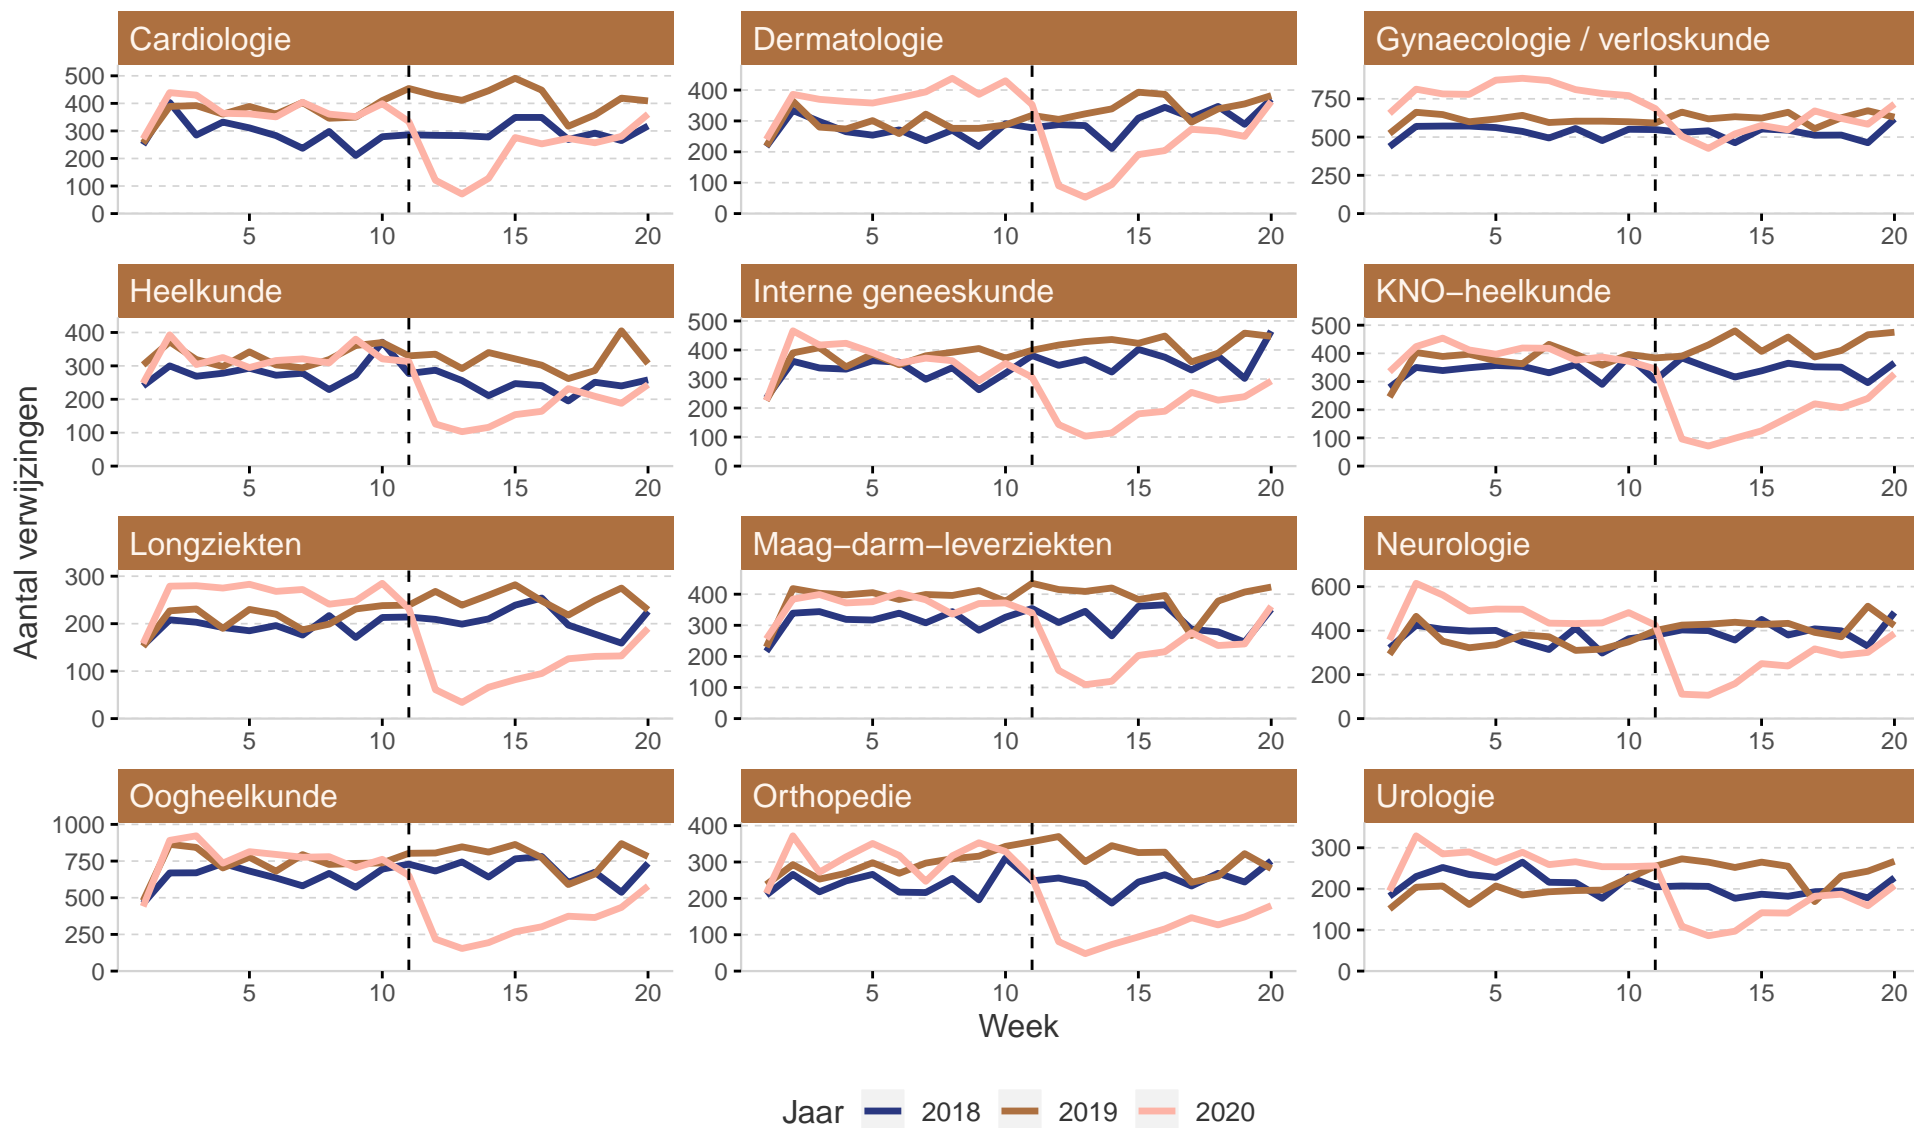 Cardiologie
Dermatologie
Gynaecologie / verloskunde
500
400
300
200
100
0
5 10 15 20
400
300
200
100
0
5 10 15 20
750
500
250
0
5 10 15 20
Heelkunde
Interne geneeskunde
KNO−heelkunde
400
300
200
100
0
5 10 15 20
500
400
300
200
100
0
5 10 15 20
500
400
300
200
100
0
5 10 15 20
Aantal verwijzingen
Longziekten
Maag−darm−leverziekten
Neurologie
300
200
100
0
5 10 15 20
400
300
200
100
0
5 10 15 20
600
400
200
0
5 10 15 20
Oogheelkunde
Orthopedie
Urologie
1000
750
500
250
0
5 10 15 20
400
300
200
100
0
5 10 15 20
300
200
100
0
5 10 15 20
Week
Jaar 2018 2019 2020